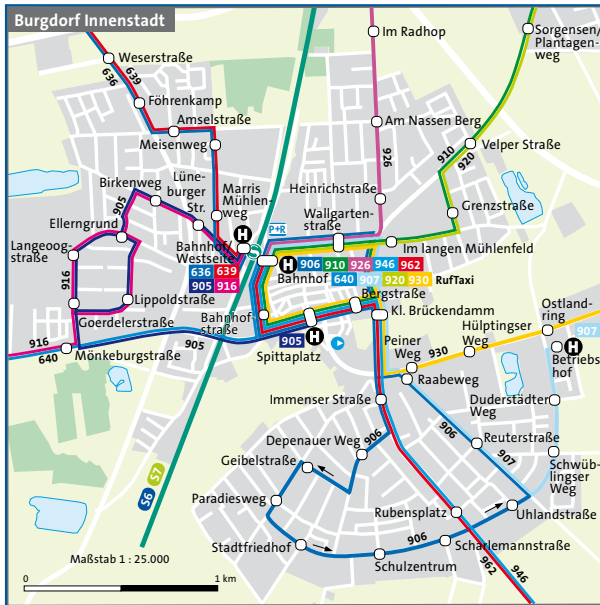 Burgdorf Innenstadt
Im Radhop
Sorgensen/
Plantagen-
weg
Weserstraße
639
636
Föhrenkamp
Amselstraße
Meisenweg
Am Nassen Berg
926
910
920
Velper Straße
Birkenweg
Lüne-
burger
Str.
Marris
Mühlen-
weg
Heinrichstraße
Wallgarten-
straße
Grenzstraße
905
Ellerngrund
P+R
H
S
Langeoog-
straße
Bahnhof/
Westseite
636 639
905 916
H 906 910 926 946 962
Bahnhof 640 907 920 930 RufTaxi
Im langen Mühlenfeld
916
Lippoldstraße
Goerdelerstraße
Bahnhof-
straße
Bergstraße
Kl. Brückendamm
Ostland-
ring
907
916
640
Mönkeburgstraße
905
905 H
Spittaplatz
Peiner
Weg
930
Hülptingser
Weg
H
Betriebs
hof
Raabeweg
Immenser Straße
Duderstädter
Weg
Depenauer Weg
906
906
Reuterstraße
Geibelstraße
907
Schwüb-
lingser
Weg
S6 S7
Paradiesweg
Rubensplatz
Uhlandstraße
Stadtfriedhof
906
Scharlemannstraße
Schulzentrum
962
946
Maßstab 1 : 25.000
0 1 km